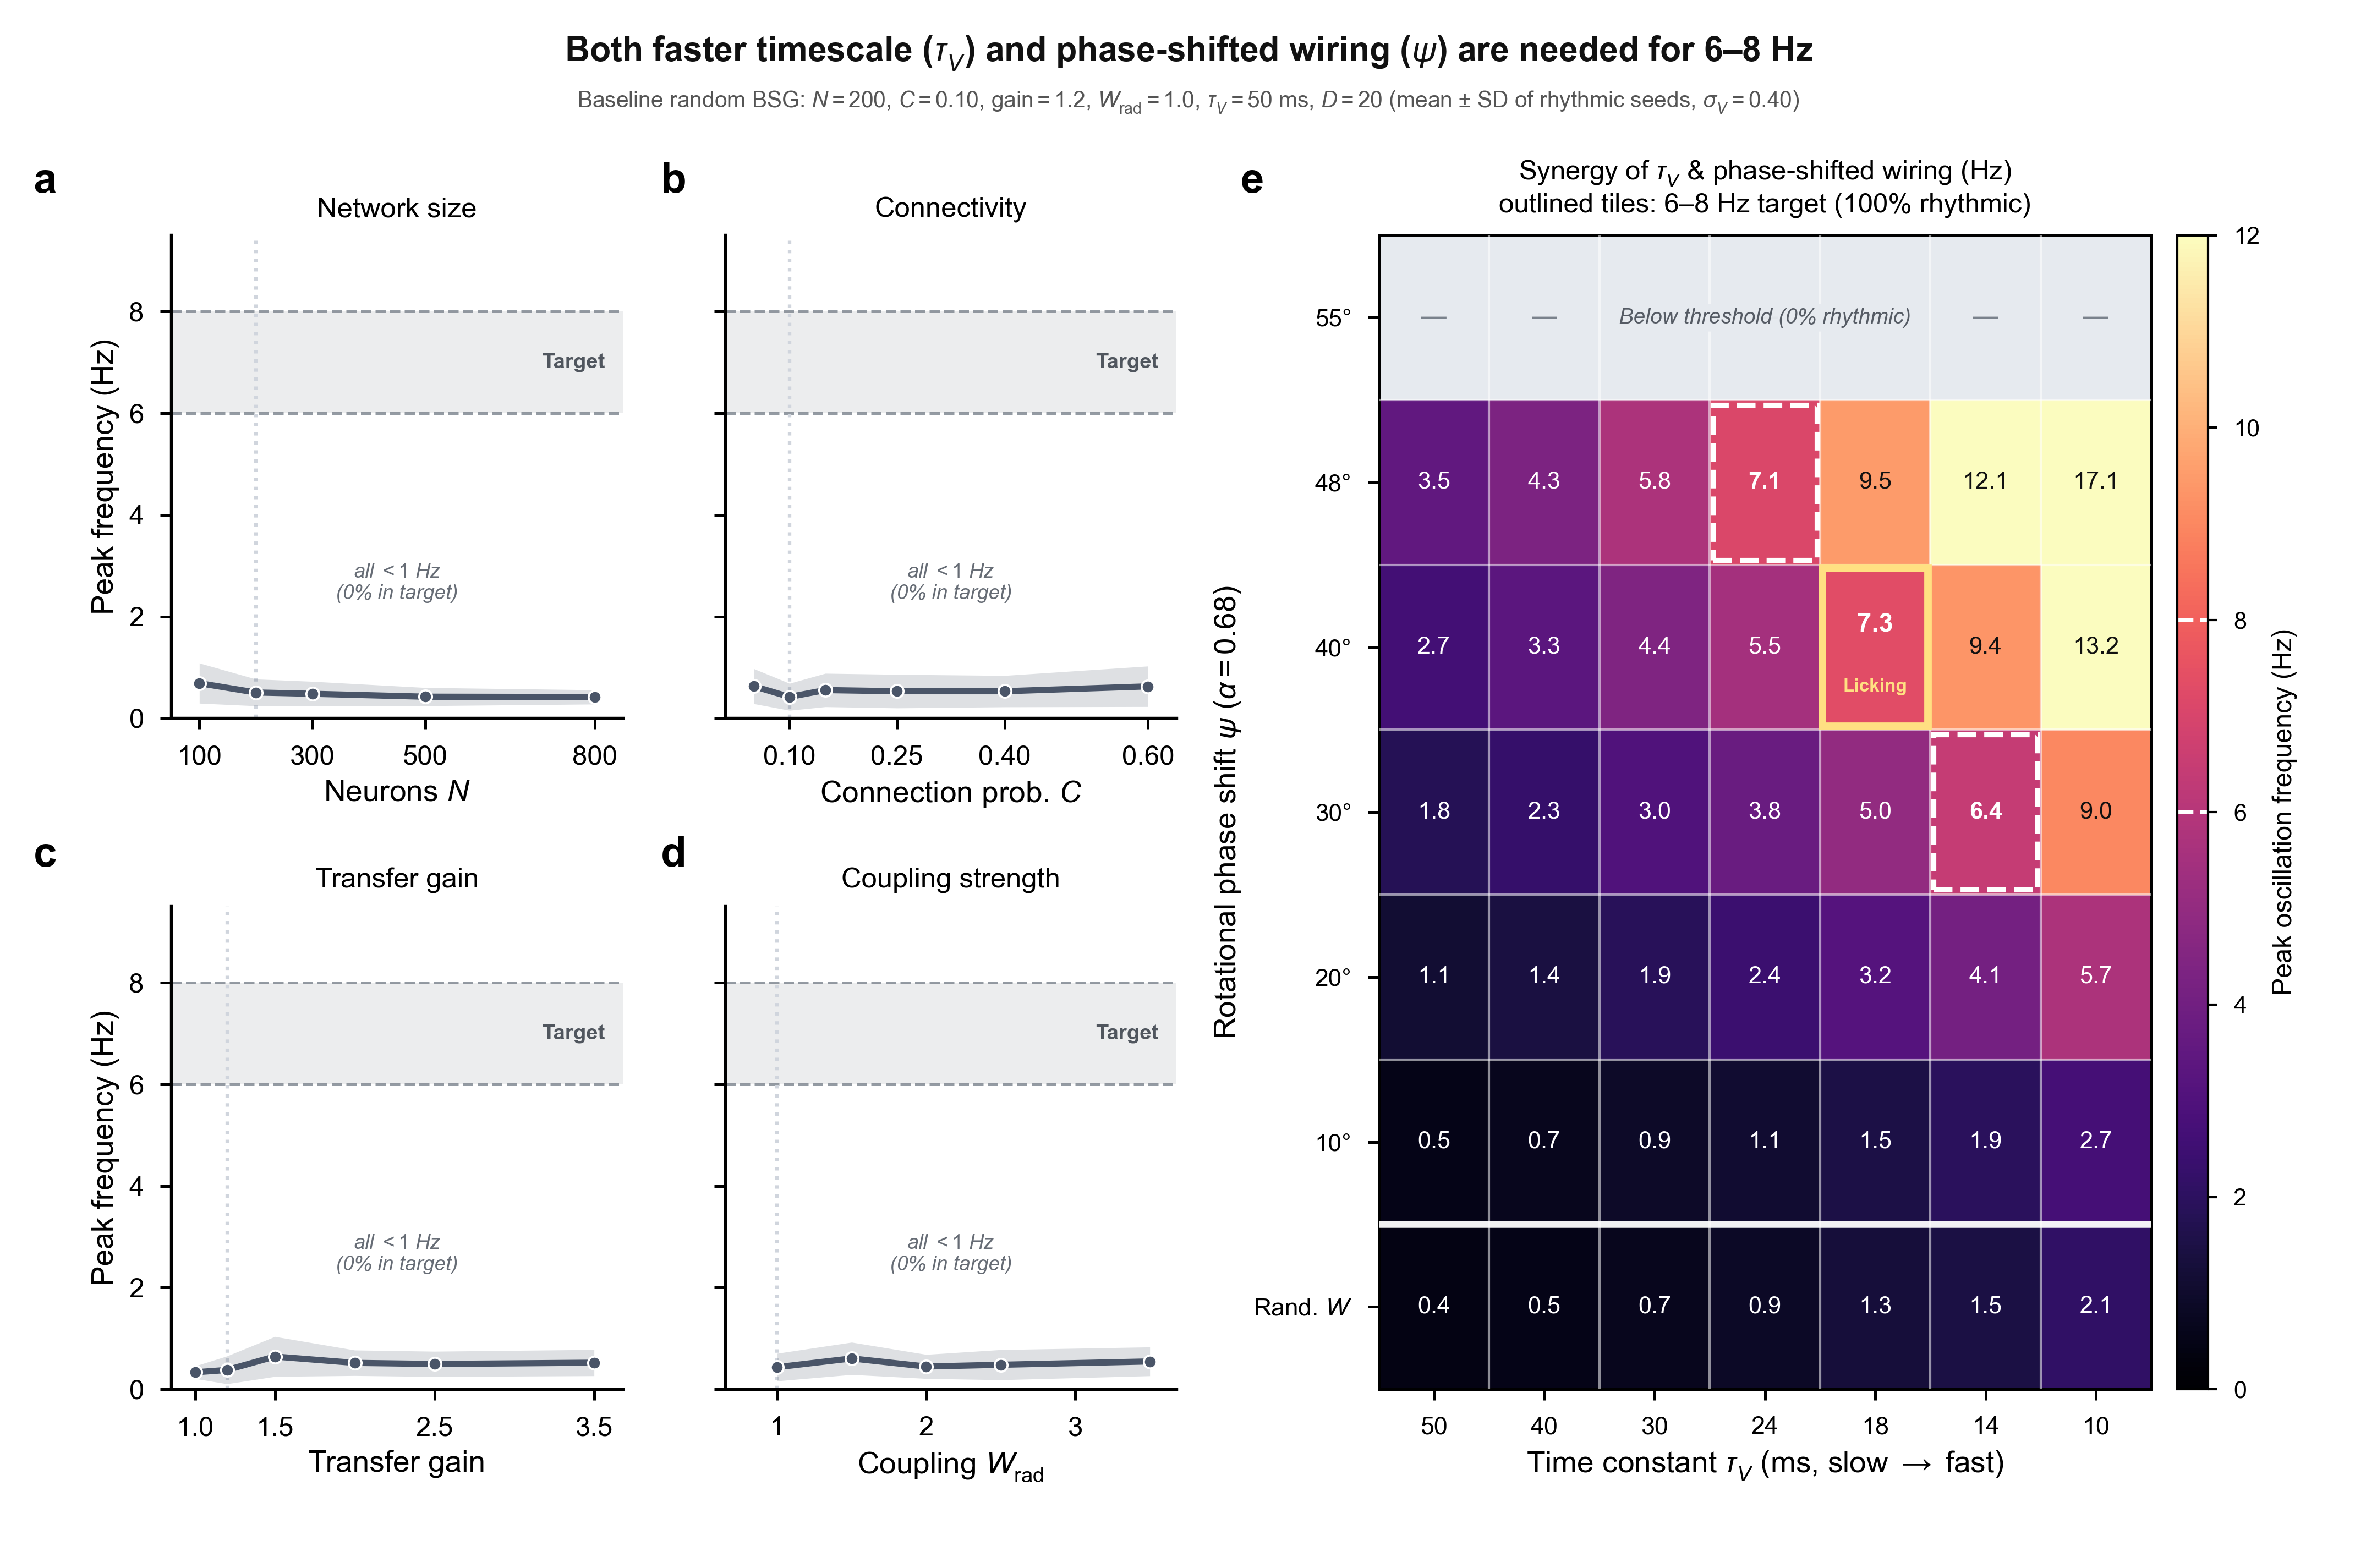 Both faster timescale (τV) and phase-shifted wiring (ψ) are needed for 6–8 Hz
Baseline random BSG: N = 200, C = 0.10, gain = 1.2, Wrad = 1.0, τV = 50 ms, D = 20 (mean ± SD of rhythmic seeds, σV = 0.40)
a
Network size
Peak frequency (Hz)
8
6
4
2
0
Target
all < 1 Hz
(0% in target)
100 300 500 800
Neurons N
b
Connectivity
Target
all < 1 Hz
(0% in target)
0.10 0.25 0.40 0.60
Connection prob. C
c
Transfer gain
Peak frequency (Hz)
8
6
4
2
0
Target
all < 1 Hz
(0% in target)
1.0 1.5 2.5 3.5
Transfer gain
d
Coupling strength
Target
all < 1 Hz
(0% in target)
1 2 3
Coupling Wrad
e
Synergy of τV & phase-shifted wiring (Hz)
outlined tiles: 6–8 Hz target (100% rhythmic)
Rotational phase shift ψ (α = 0.68)
55° — — Below threshold (0% rhythmic) — —
48° 3.5 4.3 5.8 7.1 9.5 12.1 17.1
40° 2.7 3.3 4.4 5.5 7.3 9.4 13.2
Licking
30° 1.8 2.3 3.0 3.8 5.0 6.4 9.0
20° 1.1 1.4 1.9 2.4 3.2 4.1 5.7
10° 0.5 0.7 0.9 1.1 1.5 1.9 2.7
Rand. W 0.4 0.5 0.7 0.9 1.3 1.5 2.1
50 40 30 24 18 14 10
Time constant τV (ms, slow → fast)
12
10
8
6
4
2
0
Peak oscillation frequency (Hz)